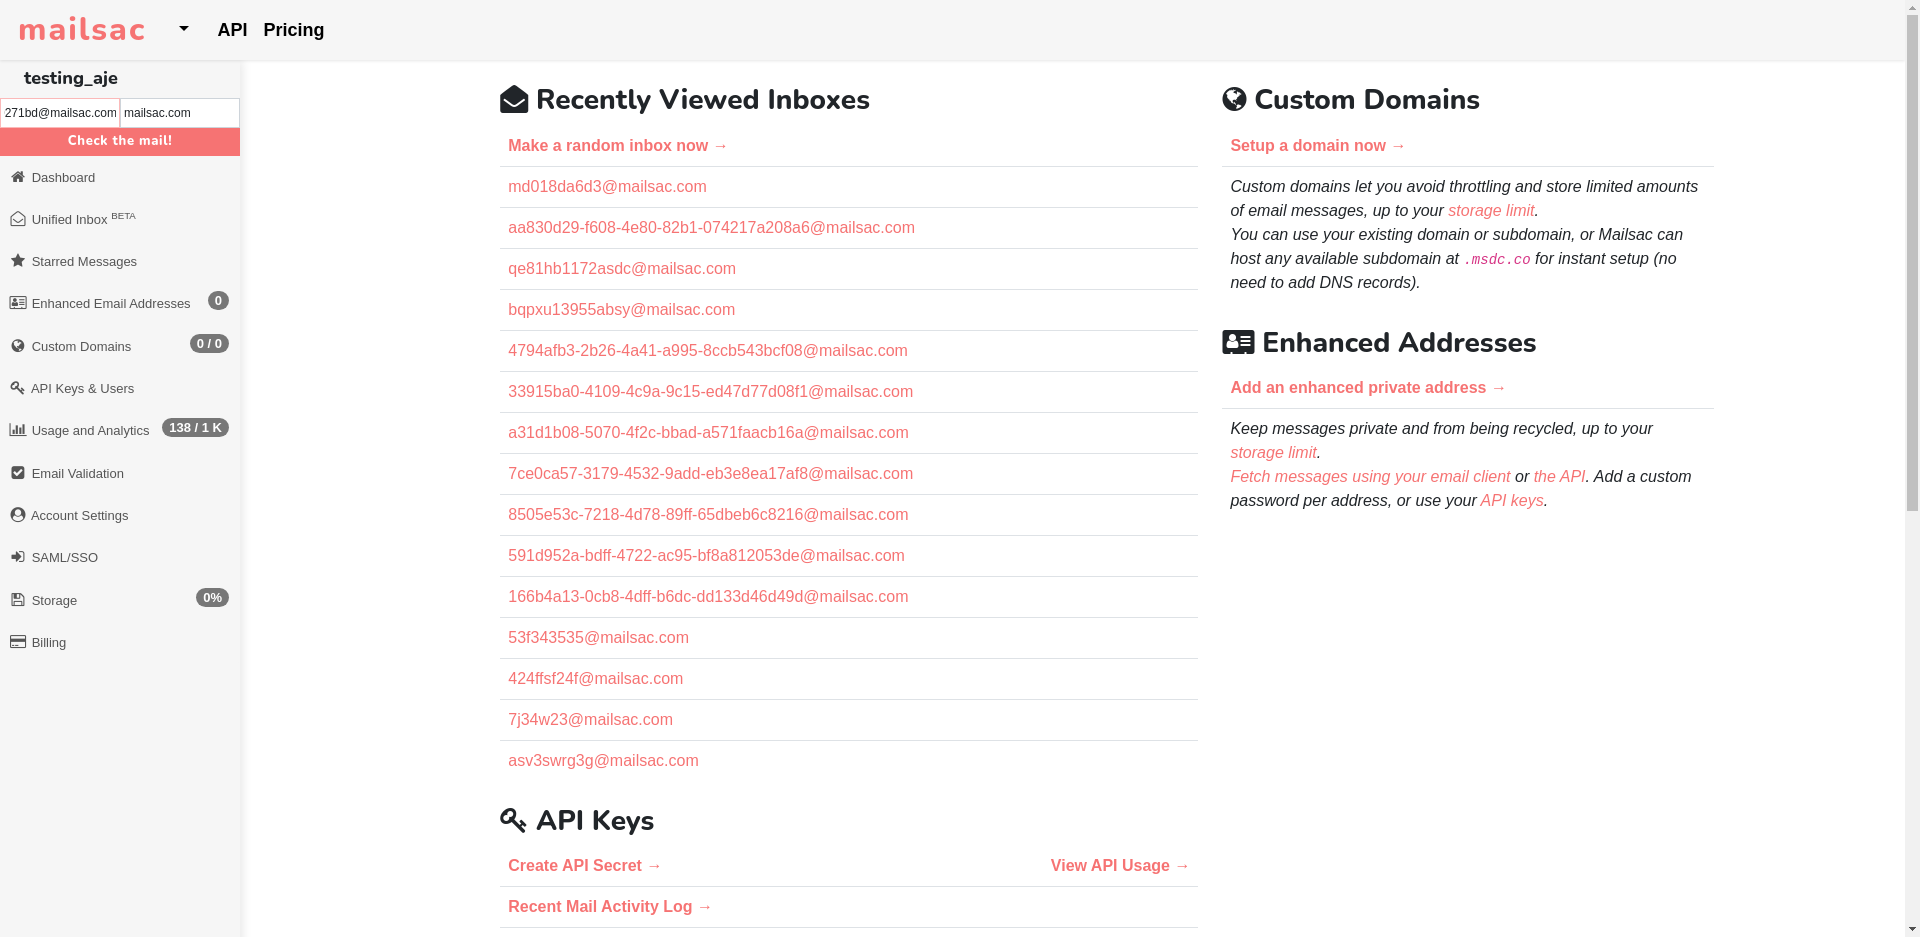 mailsac
API Pricing
testing_aje
271bd@mailsac.com mailsac.com
Check the mail!
Dashboard
Unified Inbox BETA
Starred Messages
Enhanced Email Addresses 0
Custom Domains 0 / 0
API Keys & Users
Usage and Analytics 138 / 1 K
Email Validation
Account Settings
SAML/SSO
Storage 0%
Billing
Recently Viewed Inboxes
Make a random inbox now →
md018da6d3@mailsac.com
aa830d29-f608-4e80-82b1-074217a208a6@mailsac.com
qe81hb1172asdc@mailsac.com
bqpxu13955absy@mailsac.com
4794afb3-2b26-4a41-a995-8ccb543bcf08@mailsac.com
33915ba0-4109-4c9a-9c15-ed47d77d08f1@mailsac.com
a31d1b08-5070-4f2c-bbad-a571faacb16a@mailsac.com
7ce0ca57-3179-4532-9add-eb3e8ea17af8@mailsac.com
8505e53c-7218-4d78-89ff-65dbeb6c8216@mailsac.com
591d952a-bdff-4722-ac95-bf8a812053de@mailsac.com
166b4a13-0cb8-4dff-b6dc-dd133d46d49d@mailsac.com
53f343535@mailsac.com
424ffsf24f@mailsac.com
7j34w23@mailsac.com
asv3swrg3g@mailsac.com
API Keys
Create API Secret → View API Usage →
Recent Mail Activity Log →
Custom Domains
Setup a domain now →
Custom domains let you avoid throttling and store limited amounts
of email messages, up to your storage limit.
You can use your existing domain or subdomain, or Mailsac can
host any available subdomain at .msdc.co for instant setup (no
need to add DNS records).
Enhanced Addresses
Add an enhanced private address →
Keep messages private and from being recycled, up to your
storage limit.
Fetch messages using your email client or the API. Add a custom
password per address, or use your API keys.